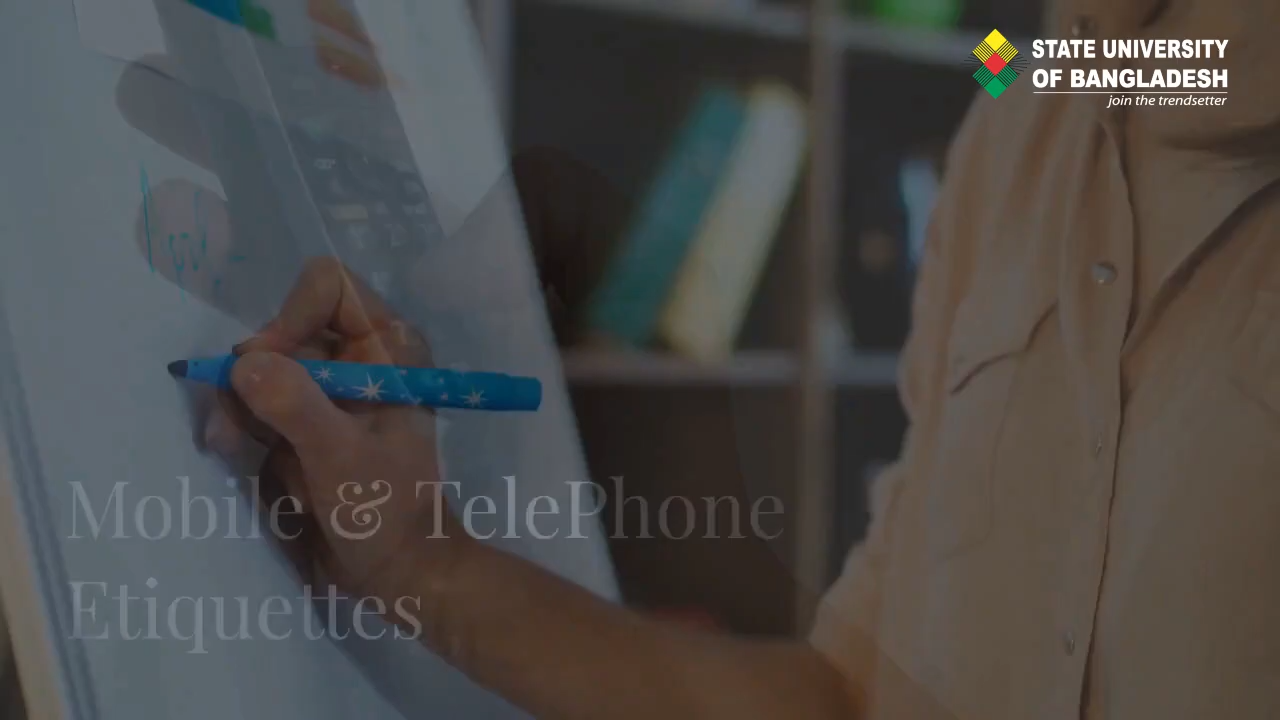 STATE UNIVERSITY
OF BANGLADESH
join the trendsetter
Mobile & TelePhone
Etiquettes